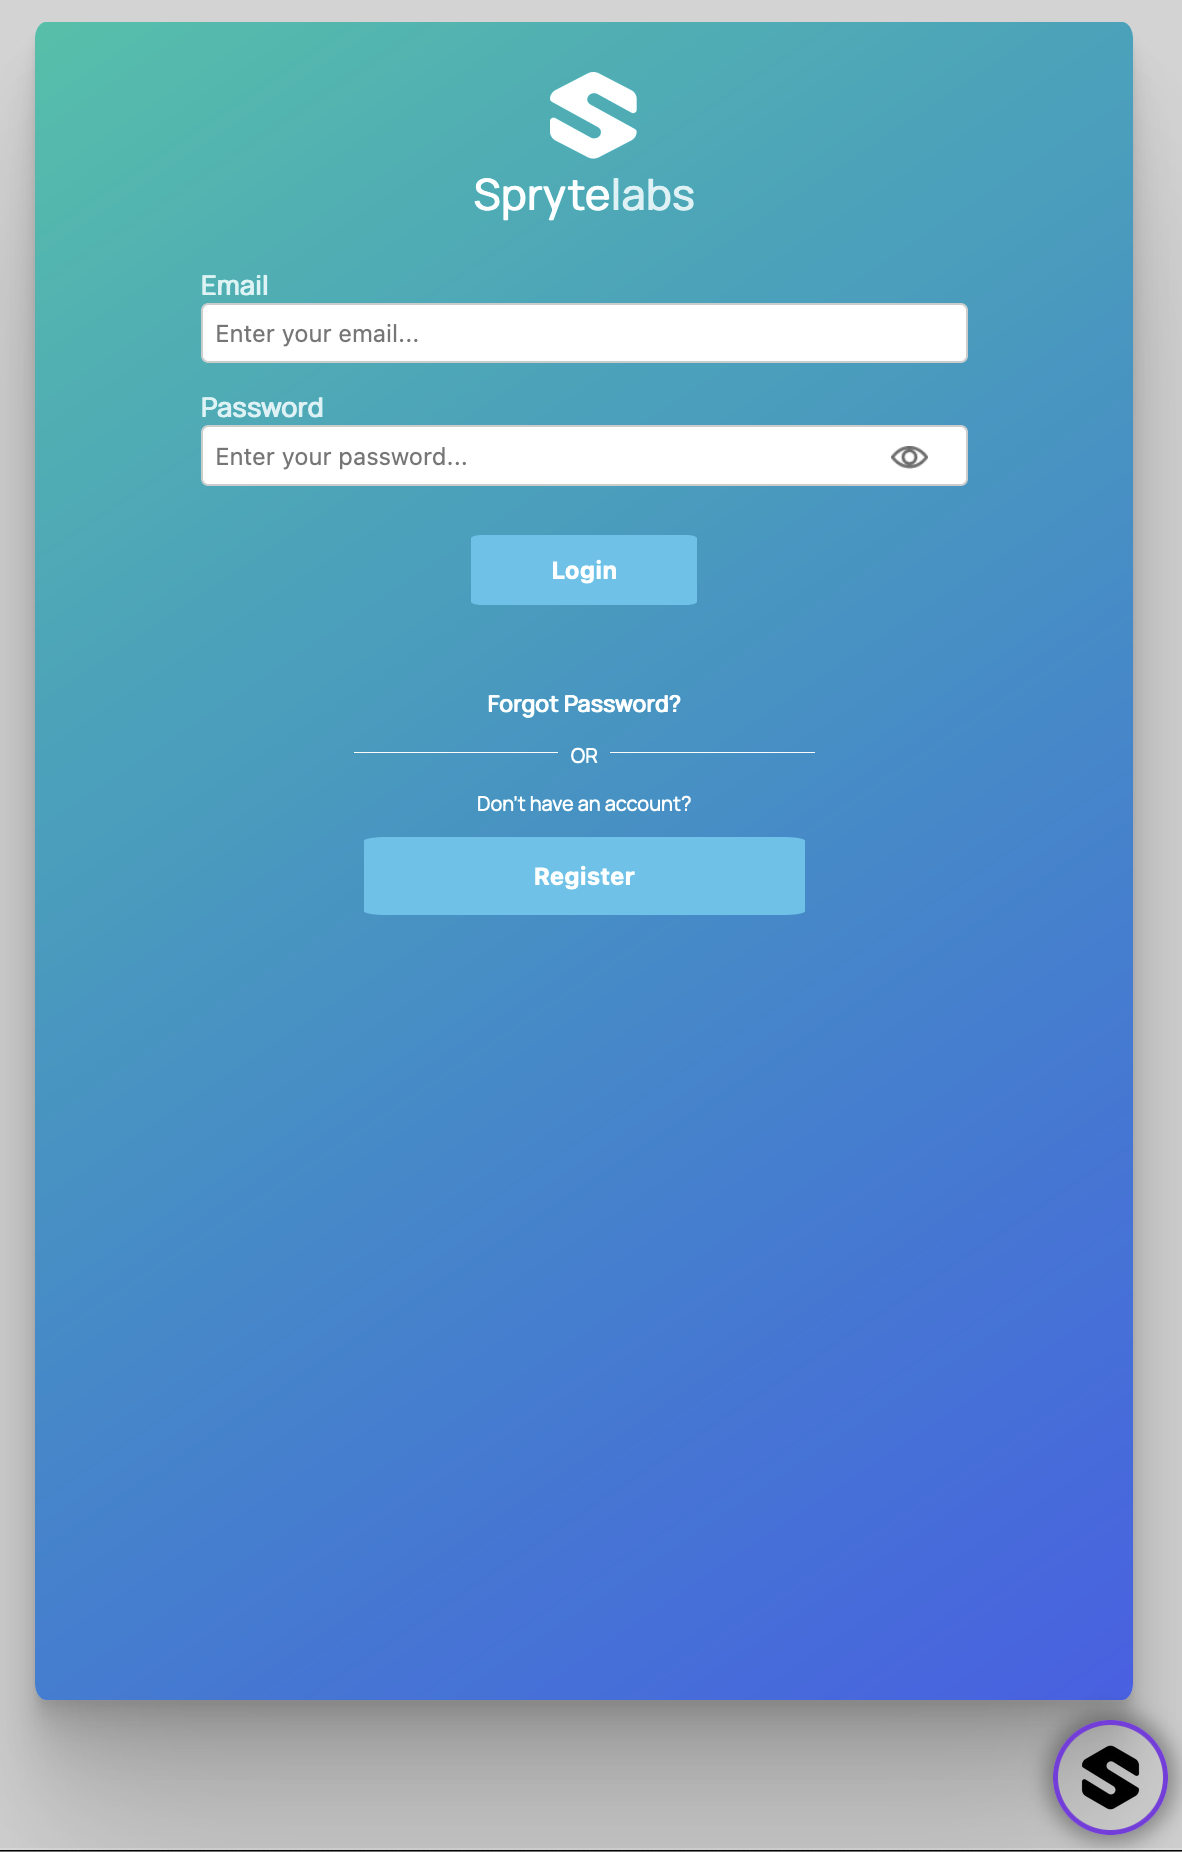 Sprytelabs
Email
Enter your email...
Password
Enter your password...
Login
Forgot Password?
OR
Don't have an account?
Register